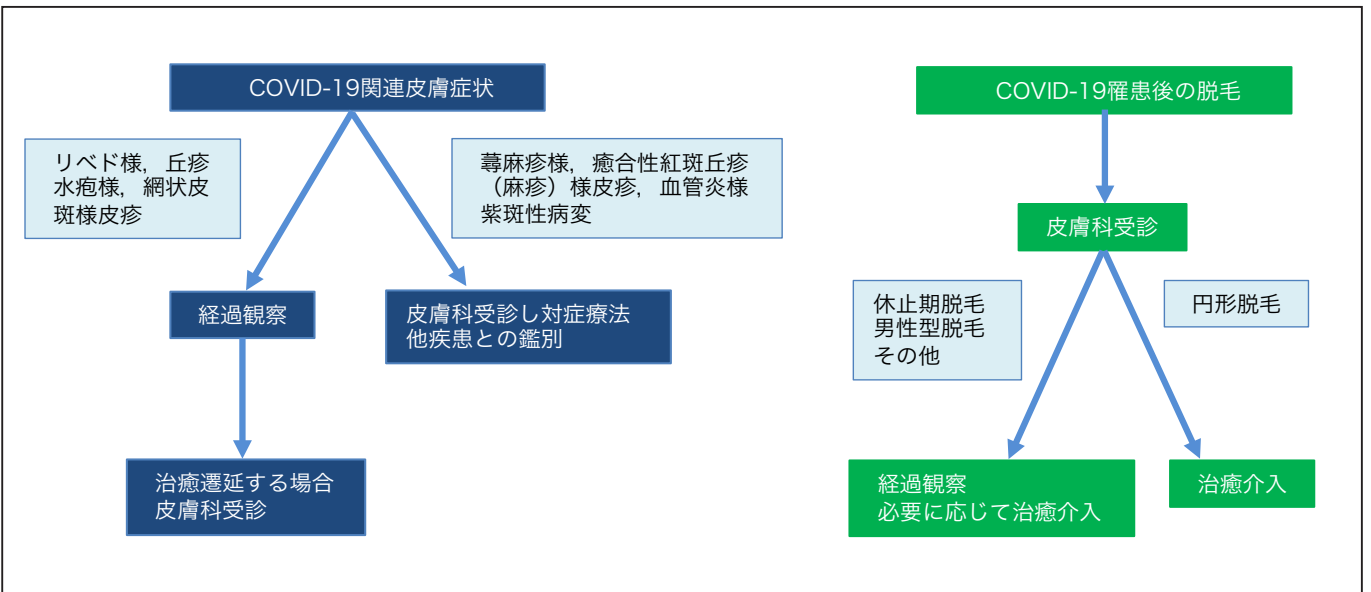 COVID-19関連皮膚症状
リベド様，丘疹
水疱様，網状皮
斑様皮疹
蕁麻疹様，癒合性紅斑丘疹
（麻疹）様皮疹，血管炎様
紫斑性病変
経過観察
皮膚科受診し対症療法
他疾患との鑑別
治癒遷延する場合
皮膚科受診
COVID-19罹患後の脱毛
皮膚科受診
休止期脱毛
男性型脱毛
その他
円形脱毛
経過観察
必要に応じて治癒介入
治癒介入